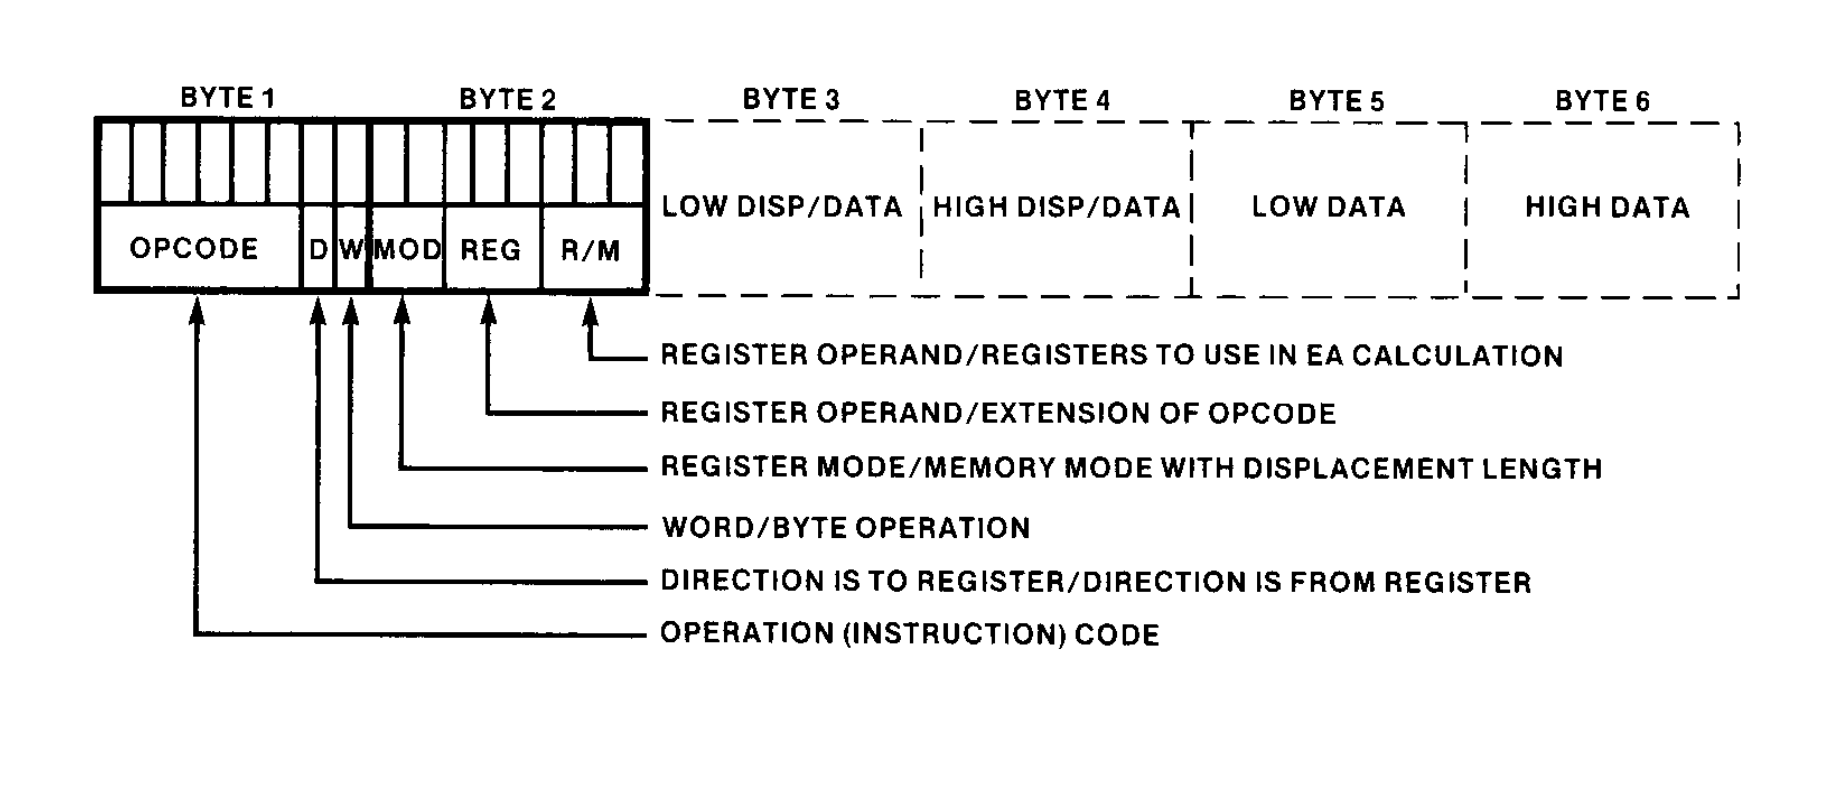 BYTE 1 BYTE 2 BYTE 3 BYTE 4 BYTE 5 BYTE 6
OPCODE D W MOD REG R/M LOW DISP/DATA HIGH DISP/DATA LOW DATA HIGH DATA
REGISTER OPERAND/REGISTERS TO USE IN EA CALCULATION
REGISTER OPERAND/EXTENSION OF OPCODE
REGISTER MODE/MEMORY MODE WITH DISPLACEMENT LENGTH
WORD/BYTE OPERATION
DIRECTION IS TO REGISTER/DIRECTION IS FROM REGISTER
OPERATION (INSTRUCTION) CODE